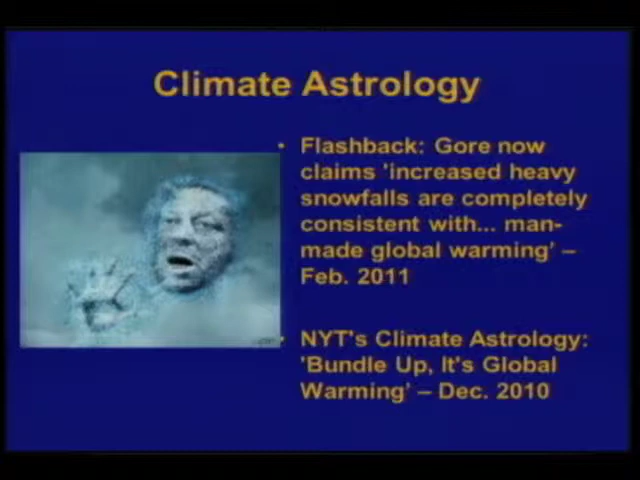 Climate Astrology
• Flashback: Gore now
claims 'increased heavy
snowfalls are completely
consistent with... man-
made global warming' –
Feb. 2011
• NYT's Climate Astrology:
'Bundle Up, It's Global
Warming' – Dec. 2010